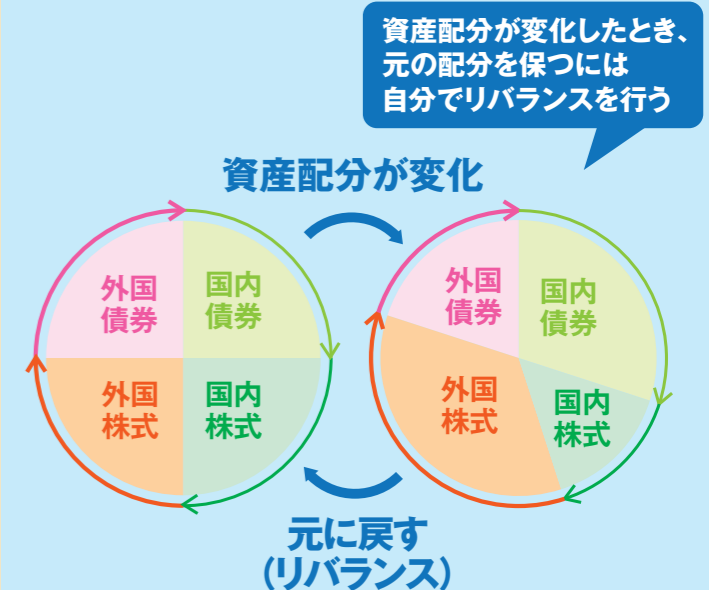 資産配分が変化したとき、
元の配分を保つには
自分でリバランスを行う
資産配分が変化
外国
債券
国内
債券
外国
株式
国内
株式
外国
債券
国内
債券
外国
株式
国内
株式
元に戻す
(リバランス)